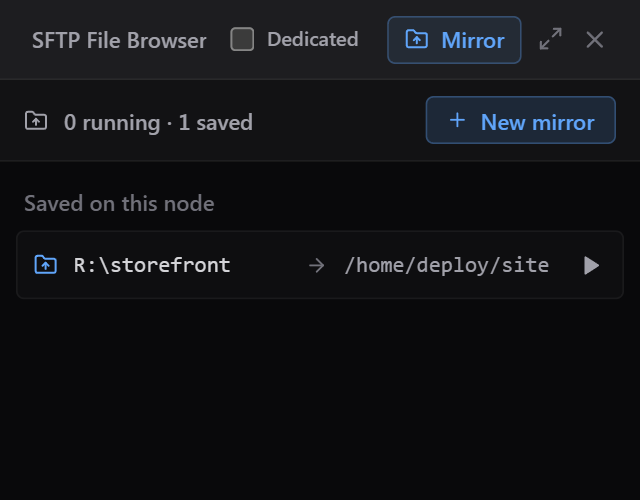 SFTP File Browser Dedicated Mirror
0 running · 1 saved New mirror
Saved on this node
R:\storefront → /home/deploy/site